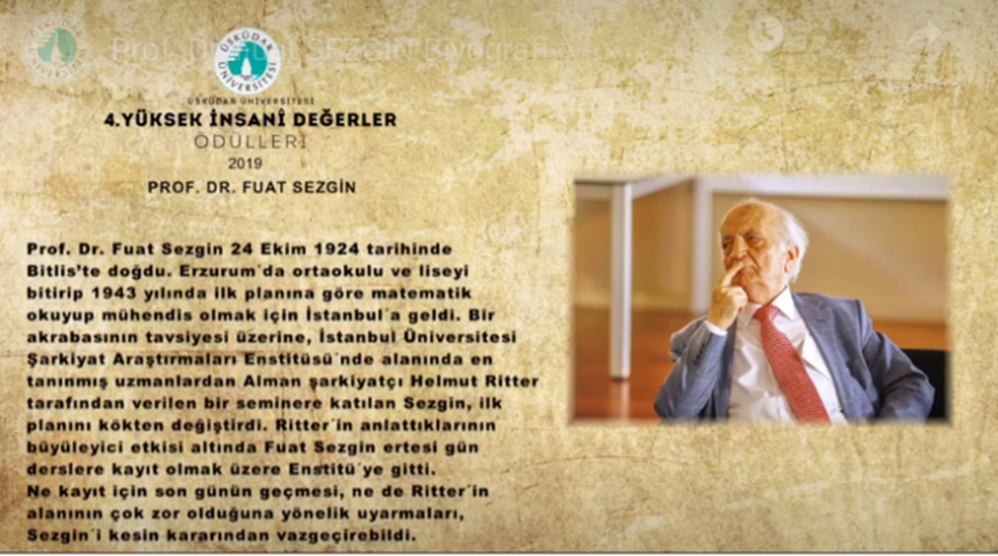 Prof. Dr. Fuat SEZGİN Biyografi
ÜSKÜDAR ÜNİVERSİTESİ
ÜSKÜDAR ÜNİVERSİTESİ
4.YÜKSEK İNSANÎ DEĞERLER
ÖDÜLLERİ
2019
PROF. DR. FUAT SEZGİN
Prof. Dr. Fuat Sezgin 24 Ekim 1924 tarihinde
Bitlis'te doğdu. Erzurum´da ortaokulu ve liseyi
bitirip 1943 yılında ilk planına göre matematik
okuyup mühendis olmak için İstanbul´a geldi. Bir
akrabasının tavsiyesi üzerine, İstanbul Üniversitesi
Şarkiyat Araştırmaları Enstitüsü´nde alanında en
tanınmış uzmanlardan Alman şarkiyatçı Helmut Ritter
tarafından verilen bir seminere katılan Sezgin, ilk
planını kökten değiştirdi. Ritter´in anlattıklarının
büyüleyici etkisi altında Fuat Sezgin ertesi gün
derslere kayıt olmak üzere Enstitü´ye gitti.
Ne kayıt için son günün geçmesi, ne de Ritter´in
alanının çok zor olduğuna yönelik uyarmaları,
Sezgin´i kesin kararından vazgeçirebildi.